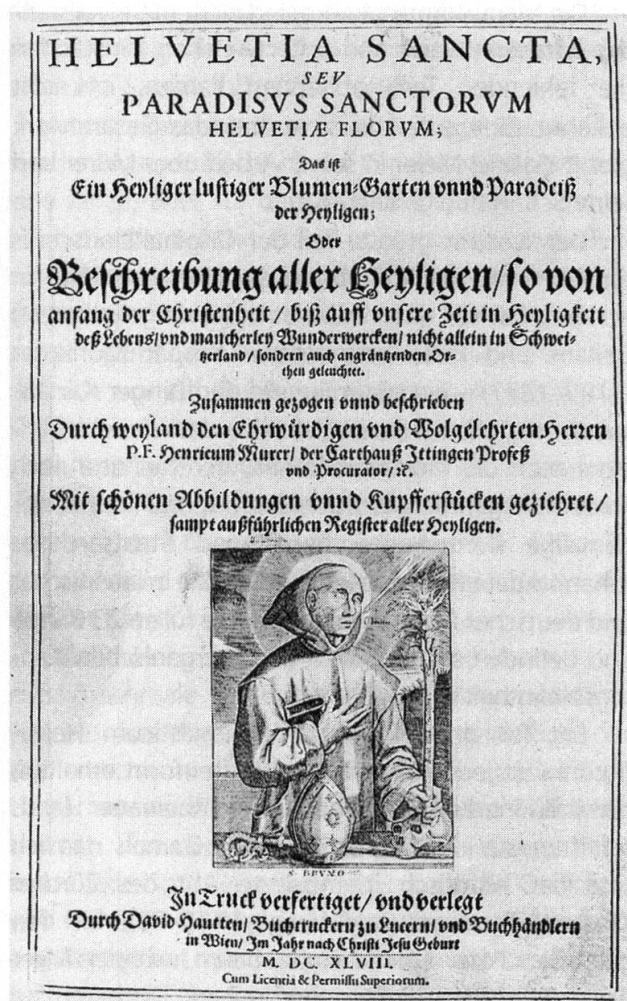 HELVETIA SANCTA,
SEV
PARADISVS SANCTORVM
HELVETIÆ FLORVM;
Das ist
Ein Heyliger lustiger Blumen-Garten vnnd Paradeiß
der Heyligen;
Oder
Beschreibung aller Heyligen/ so von
anfang der Christenheit / biß auff vnsere Zeit in Heyligkeit
deß Lebens/ vnd mancherley Wunderwercken/ nicht allein in Schwei-
tzerland / sondern auch angräntzenden Or-
then geleuchtet.
Zusammen gezogen vnnd beschrieben
Durch weyland den Ehrwürdigen vnd Wolgelehrten Herren
P. F. Henricum Murer/ der Carthauß Ittingen Profeß
vnd Procurator/ ꝛc.
Mit schönen Abbildungen vnnd Kupfferstücken gezichret /
sampt außführlichen Register aller Heyligen.
S. BRVNO
In Truck verfertiget/ vnd verlegt
Durch David Hautten/ Buchtruckern zu Lucern/ vnd Buchhändlern
in Wien/ Im Jahr nach Christi Jesu Geburt
M. DC. XLVIII.
Cum Licentia & Permissu Superiorum.